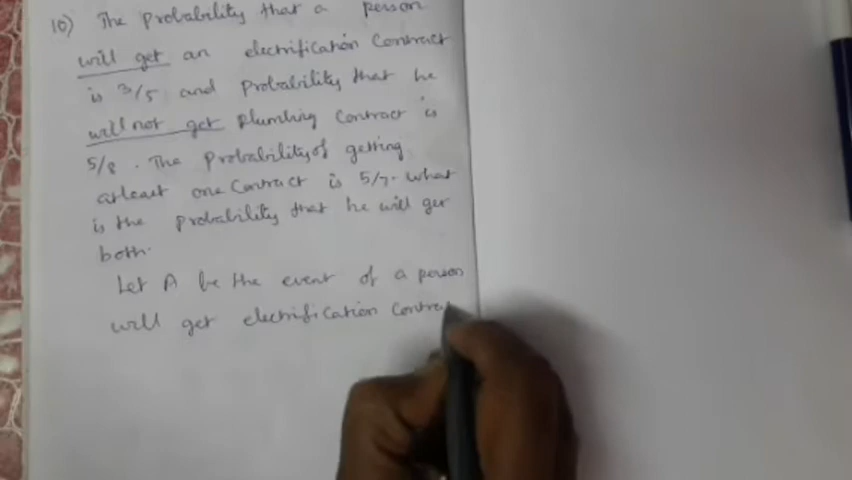 10) The probability that a person
will get an electrification Contract
is 3/5 and probability that he
will not get plumbing Contract is
5/8. The probability of getting
atleast one Contract is 5/7. what
is the probability that he will get
both.
Let A be the event of a person
will get electrification Contrac